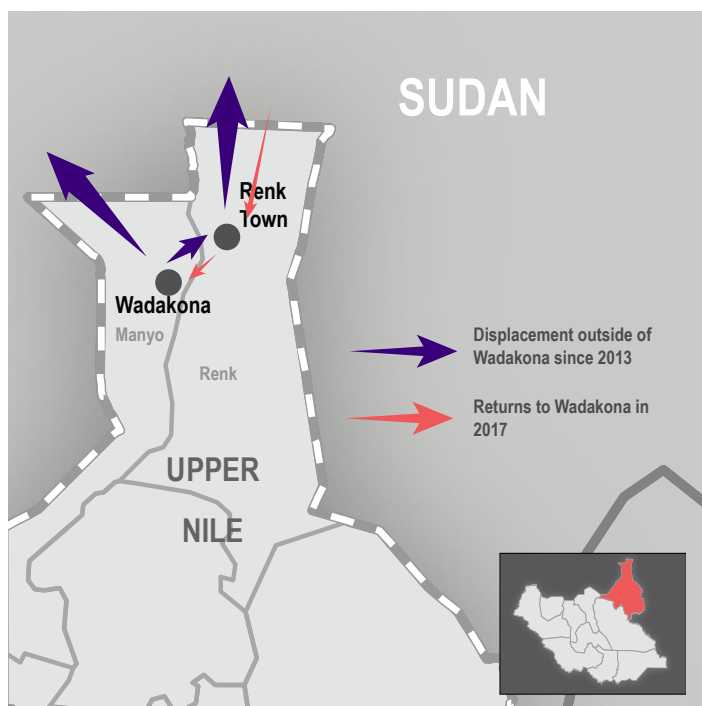 SUDAN
Renk
Town
Wadakona
Manyo
Renk
Displacement outside of
Wadakona since 2013
Returns to Wadakona in
2017
UPPER
NILE